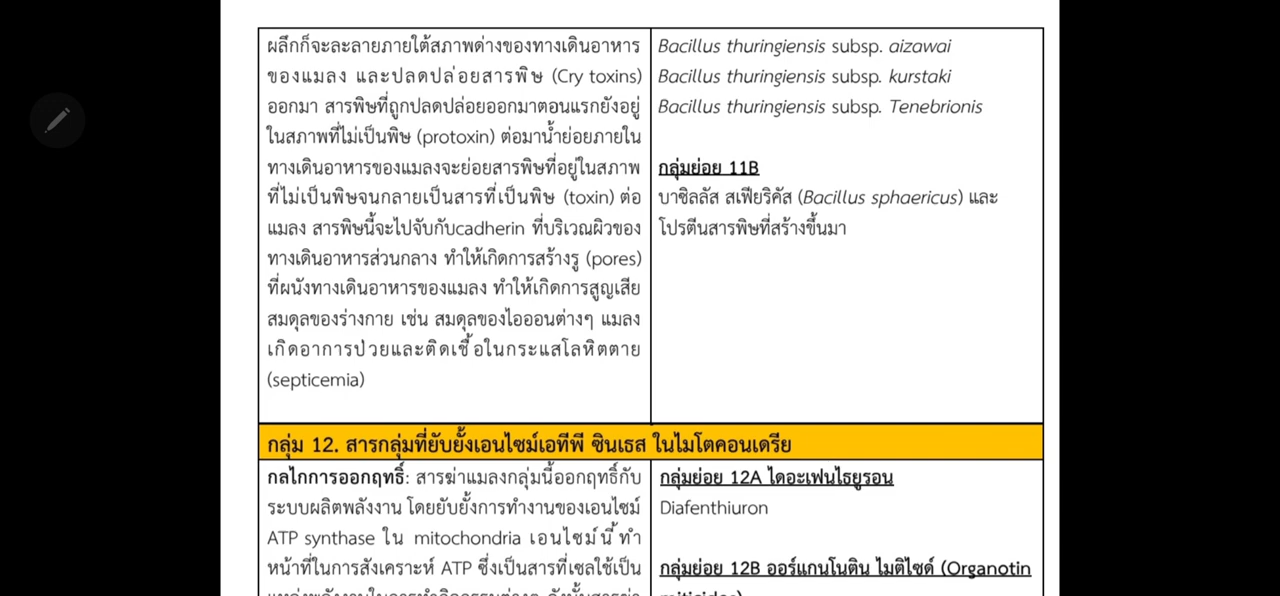 ผลึกก็จะละลายภายใต้สภาพด่างของทางเดินอาหาร
ของแมลง และปลดปล่อยสารพิษ (Cry toxins)
ออกมา สารพิษที่ถูกปลดปล่อยออกมาตอนแรกยังอยู่
ในสภาพที่ไม่เป็นพิษ (protoxin) ต่อมาน้ำย่อยภายใน
ทางเดินอาหารของแมลงจะย่อยสารพิษที่อยู่ในสภาพ
ที่ไม่เป็นพิษจนกลายเป็นสารที่เป็นพิษ (toxin) ต่อ
แมลง สารพิษนี้จะไปจับกับcadherin ที่บริเวณผิวของ
ทางเดินอาหารส่วนกลาง ทำให้เกิดการสร้างรู (pores)
ที่ผนังทางเดินอาหารของแมลง ทำให้เกิดการสูญเสีย
สมดุลของร่างกาย เช่น สมดุลของไอออนต่างๆ แมลง
เกิดอาการป่วยและติดเชื้อในกระแสโลหิตตาย
(septicemia)
Bacillus thuringiensis subsp. aizawai
Bacillus thuringiensis subsp. kurstaki
Bacillus thuringiensis subsp. Tenebrionis
กลุ่มย่อย 11B
บาซิลลัส สเฟียริคัส (Bacillus sphaericus) และ
โปรตีนสารพิษที่สร้างขึ้นมา
กลุ่ม 12. สารกลุ่มที่ยับยั้งเอนไซม์เอทีพี ซินเธส ในไมโตคอนเดรีย
กลไกการออกฤทธิ์: สารฆ่าแมลงกลุ่มนี้ออกฤทธิ์กับ
ระบบผลิตพลังงาน โดยยับยั้งการทำงานของเอนไซม์
ATP synthase ใน mitochondria เอนไซม์นี้ทำ
หน้าที่ในการสังเคราะห์ ATP ซึ่งเป็นสารที่เซลใช้เป็น
กลุ่มย่อย 12A ไดอะเฟนไธยูรอน
Diafenthiuron
กลุ่มย่อย 12B ออร์แกนโนติน ไมติไซด์ (Organotin